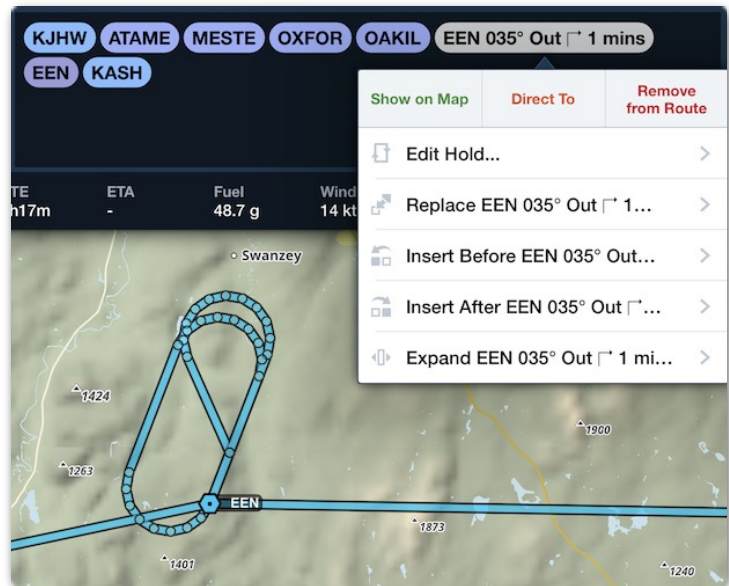 KJHW ATAME MESTE OXFOR OAKIL EEN 035° Out 1 mins
EEN KASH
Show on Map Direct To Remove from Route
Edit Hold...
Replace EEN 035° Out 1...
Insert Before EEN 035° Out...
Insert After EEN 035° Out ...
Expand EEN 035° Out 1 mi...
TE ETA Fuel Wind
h17m - 48.7 g 14 kt
Swanzey
1424
1900
1263
EEN
1873
1401
1240